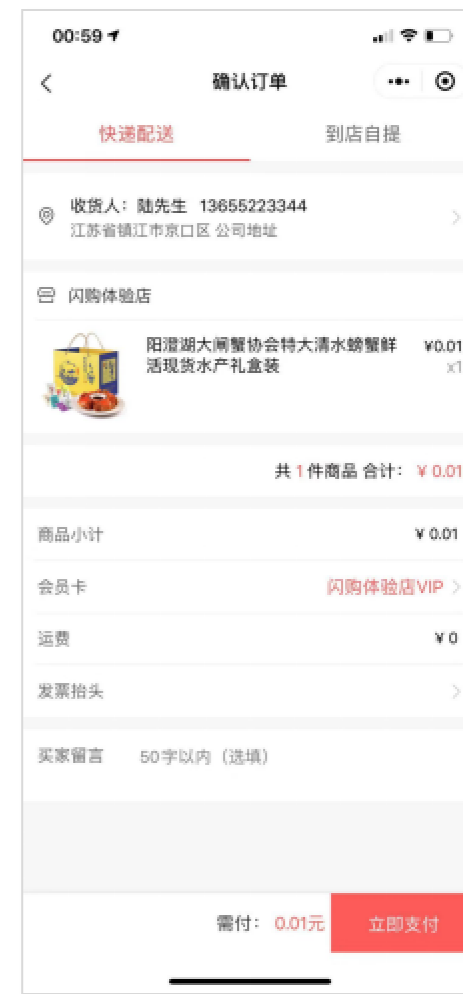 00:59
确认订单
快递配送
到店自提
收货人：陆先生 13655223344
江苏省镇江市京口区 公司地址
闪购体验店
阳澄湖大闸蟹协会特大清水螃蟹鲜 ¥0.01
活现货水产礼盒装 x1
共1件商品 合计：¥ 0.01
商品小计 ¥ 0.01
会员卡 闪购体验店VIP
运费 ¥ 0
发票抬头
买家留言 50字以内（选填）
需付：0.01元 立即支付